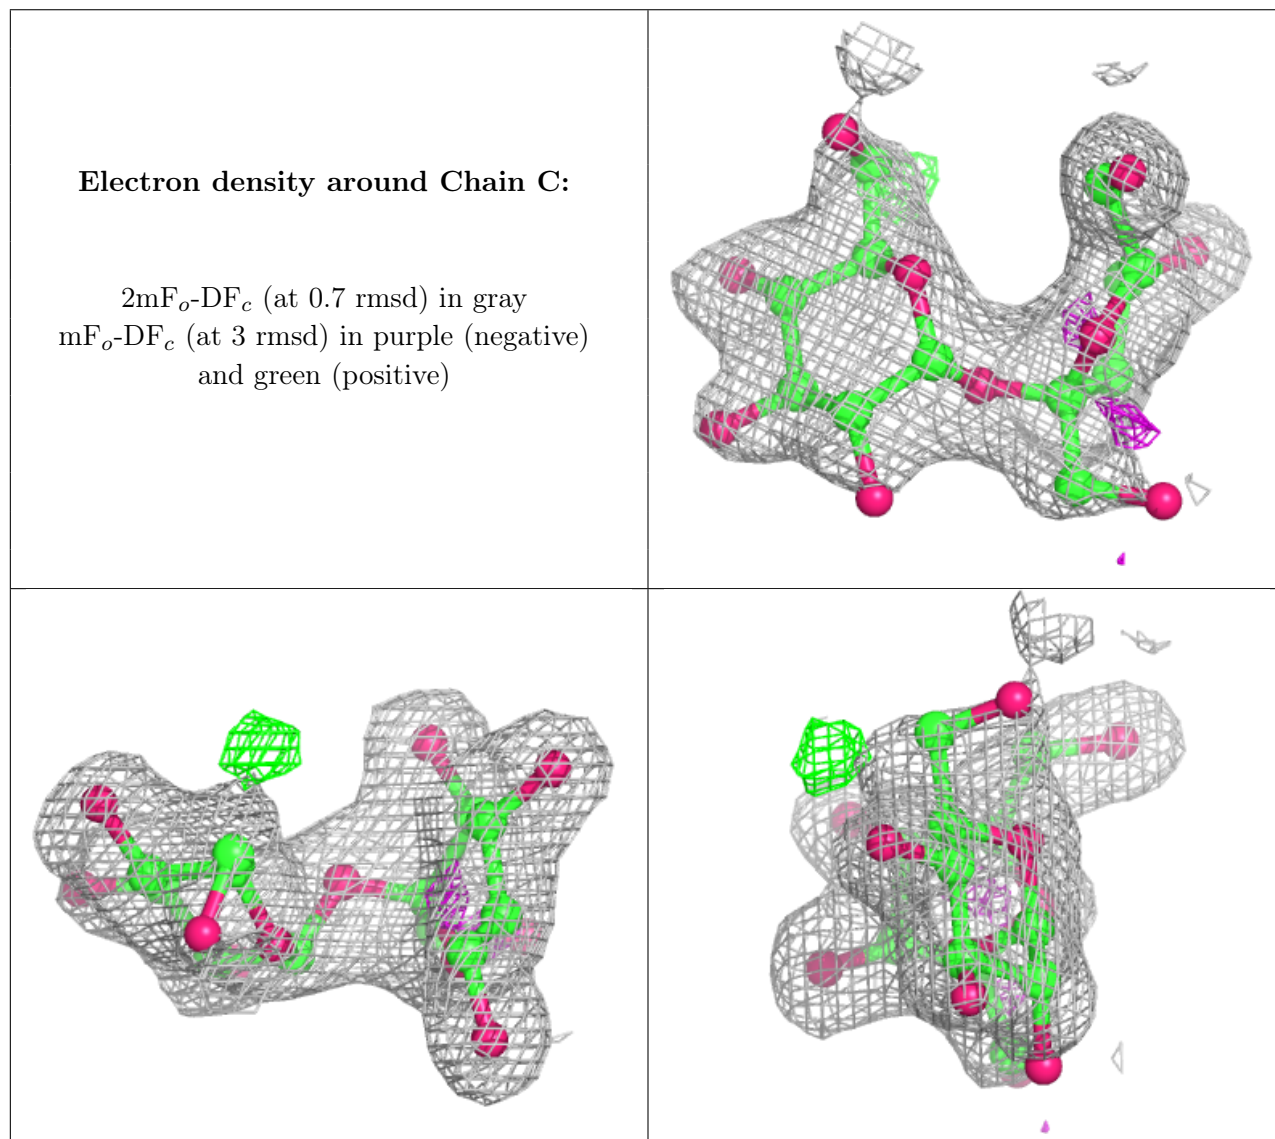 Electron density around Chain C:
2mFₒ-DF𝒸 (at 0.7 rmsd) in gray
mFₒ-DF𝒸 (at 3 rmsd) in purple (negative)
and green (positive)